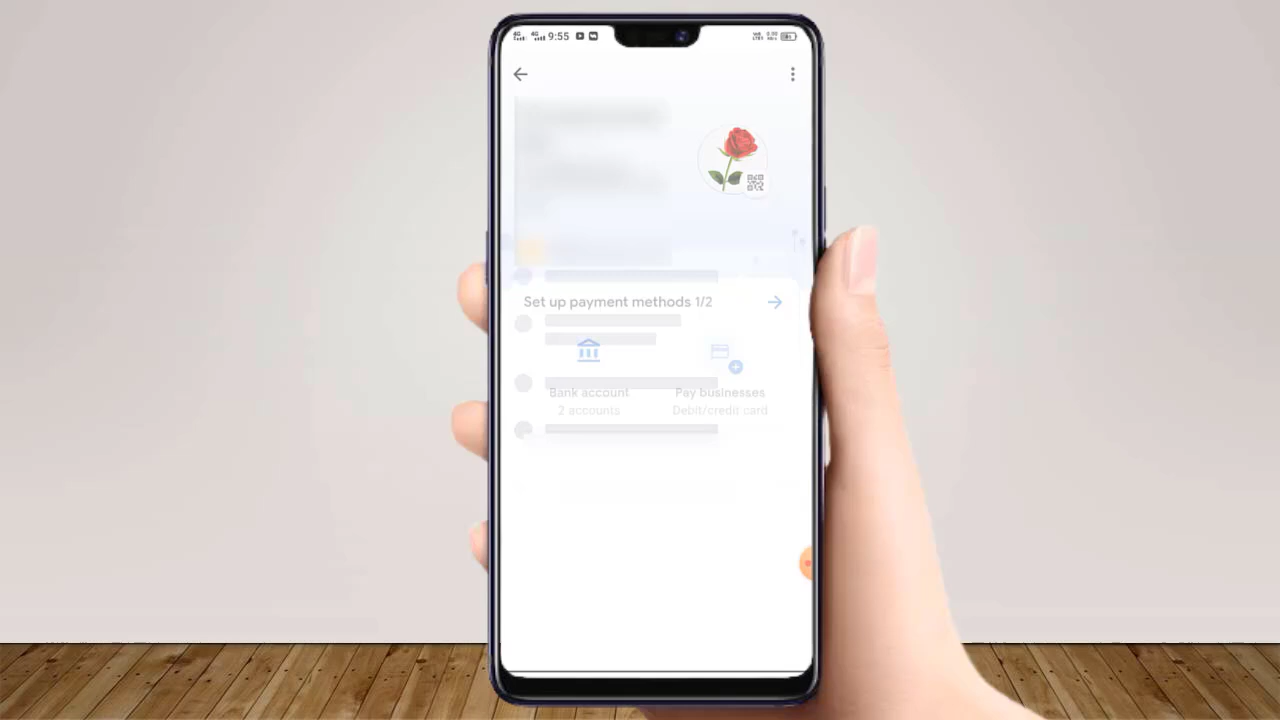 9:55
Set up payment methods 1/2
Bank account
Pay businesses
2 accounts
Debit/credit card